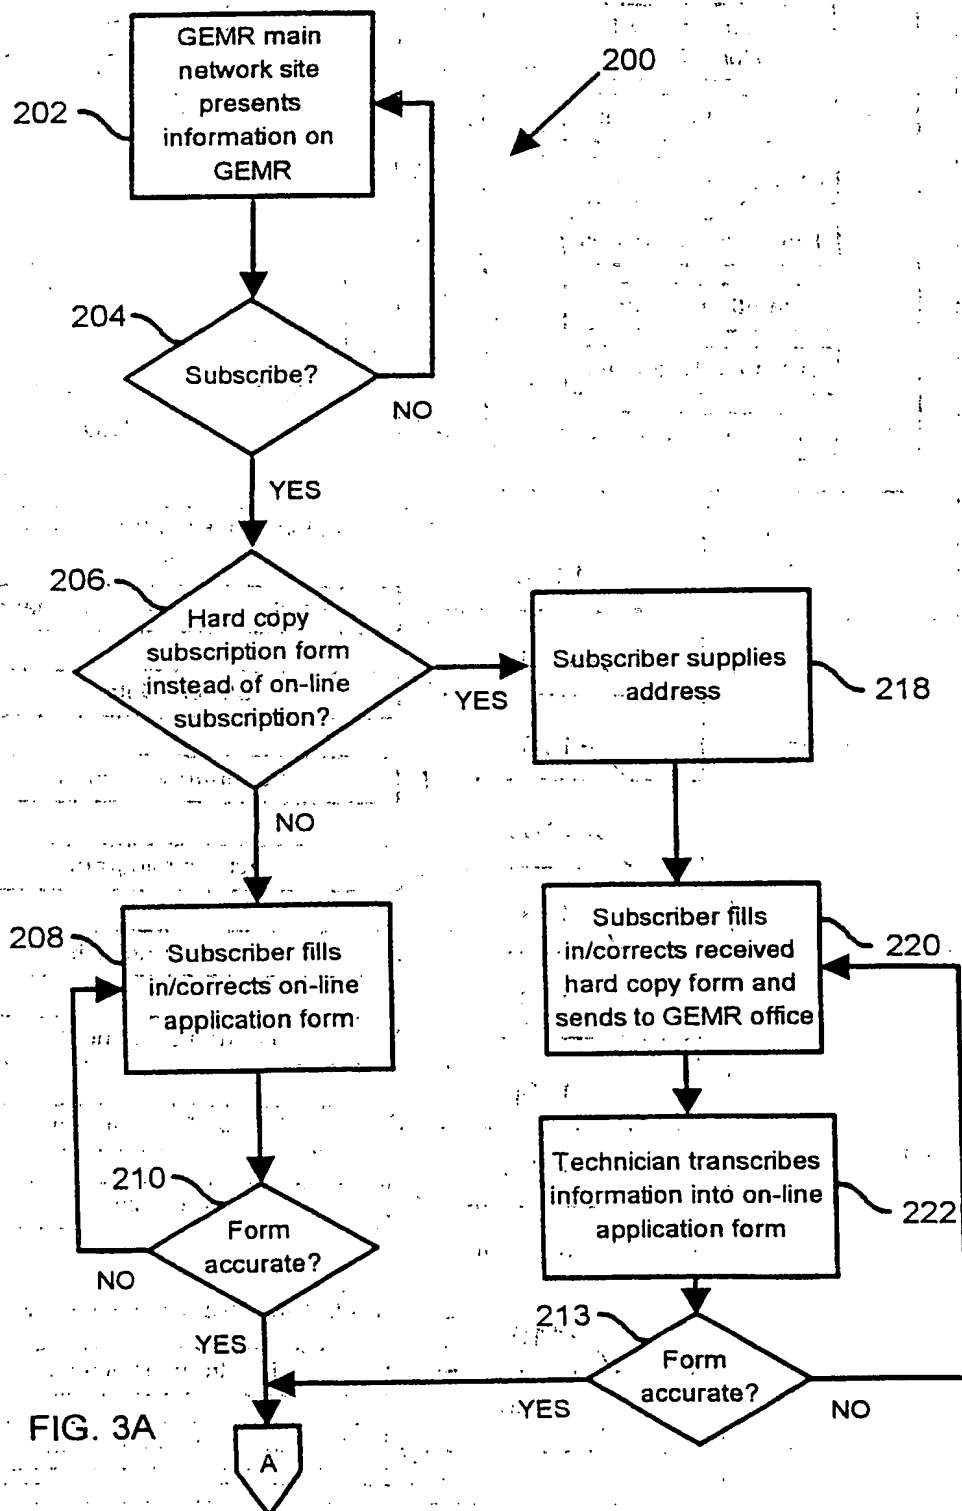 GEMR main
network site
presents
information on
GEMR
200
202
204
Subscribe?
NO
YES
206
Hard copy
subscription form
instead of on-line
subscription?
YES
Subscriber supplies
address
218
NO
208
Subscriber fills
in/corrects on-line
application form
Subscriber fills
in/corrects received
hard copy form and
sends to GEMR office
220
210
Form
accurate?
NO
YES
Technician transcribes
information into on-line
application form
222
213
Form
accurate?
YES
NO
FIG. 3A
A